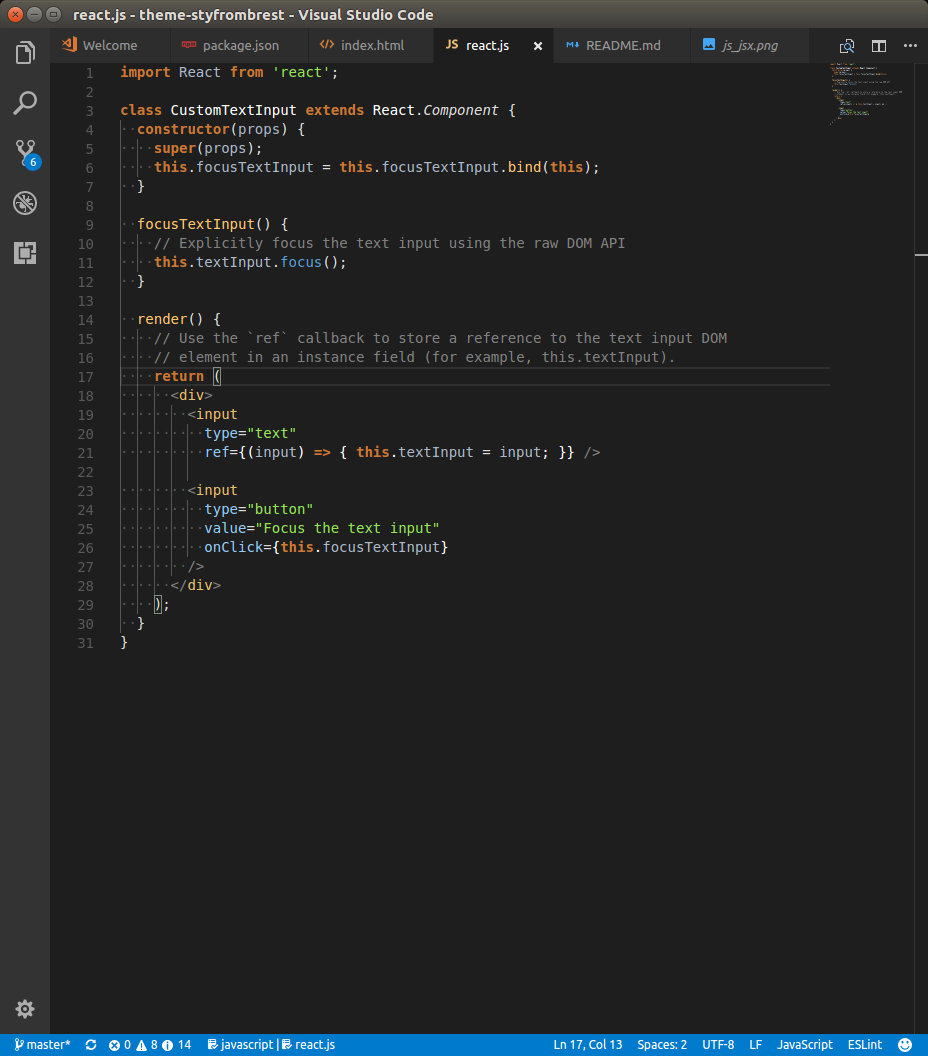 react.js - theme-styfrombrest - Visual Studio Code
Welcome package.json index.html JS react.js × README.md js_jsx.png
1 import React from 'react';
2
3 class CustomTextInput extends React.Component {
4   constructor(props) {
5     super(props);
6     this.focusTextInput = this.focusTextInput.bind(this);
7   }
8
9   focusTextInput() {
10     // Explicitly focus the text input using the raw DOM API
11     this.textInput.focus();
12   }
13
14   render() {
15     // Use the `ref` callback to store a reference to the text input DOM
16     // element in an instance field (for example, this.textInput).
17     return (
18       <div>
19         <input
20           type="text"
21           ref={(input) => { this.textInput = input; }} />
22
23         <input
24           type="button"
25           value="Focus the text input"
26           onClick={this.focusTextInput}
27         />
28       </div>
29     );
30   }
31 }
6
master* 0 8 14 javascript | react.js Ln 17, Col 13 Spaces: 2 UTF-8 LF JavaScript ESLint